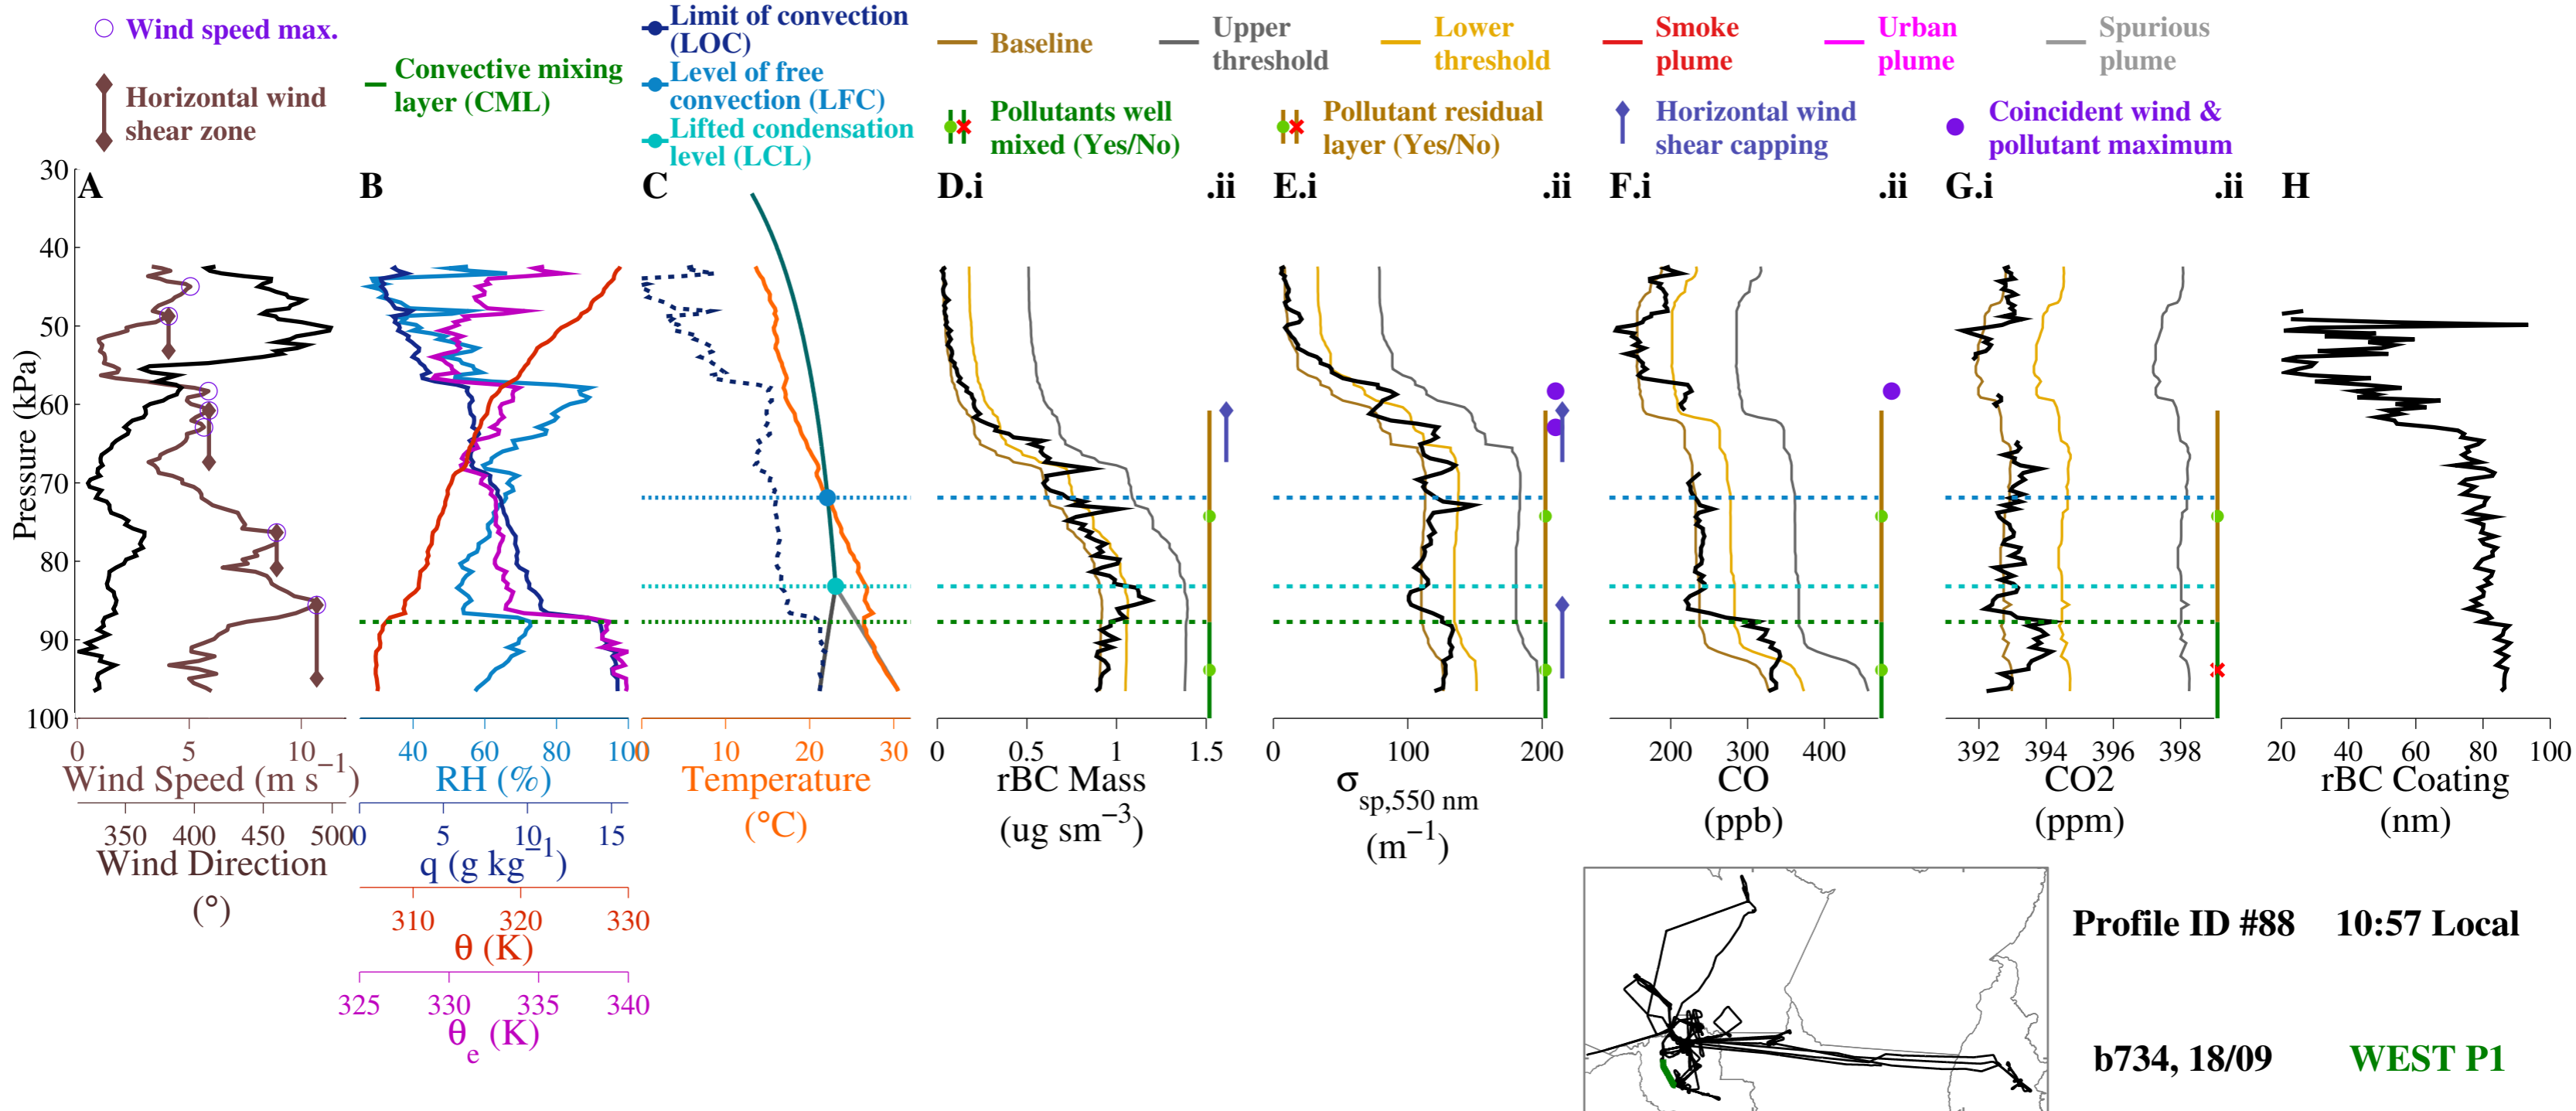 Wind speed max.
Horizontal wind
shear zone
Convective mixing
layer (CML)
Limit of convection
(LOC)
Level of free
convection (LFC)
Lifted condensation
level (LCL)
Baseline
Upper
threshold
Lower
threshold
Smoke
plume
Urban
plume
Spurious
plume
Pollutants well
mixed (Yes/No)
Pollutant residual
layer (Yes/No)
Horizontal wind
shear capping
Coincident wind &
pollutant maximum
A B C D.i .ii E.i .ii F.i .ii G.i .ii H
Pressure (kPa)
30
40
50
60
70
80
90
100
0 5 10
Wind Speed (m s−1)
350 400 450 500
Wind Direction
(°)
40 60 80 100
RH (%)
0 5 10 15
q (g kg−1)
310 320 330
θ (K)
325 330 335 340
θe (K)
0 10 20 30
Temperature
(°C)
0 0.5 1 1.5
rBC Mass
(ug sm−3)
0 100 200
σsp,550 nm
(m−1)
200 300 400
CO
(ppb)
392 394 396 398
CO2
(ppm)
20 40 60 80 100
rBC Coating
(nm)
Profile ID #88 10:57 Local
b734, 18/09 WEST P1